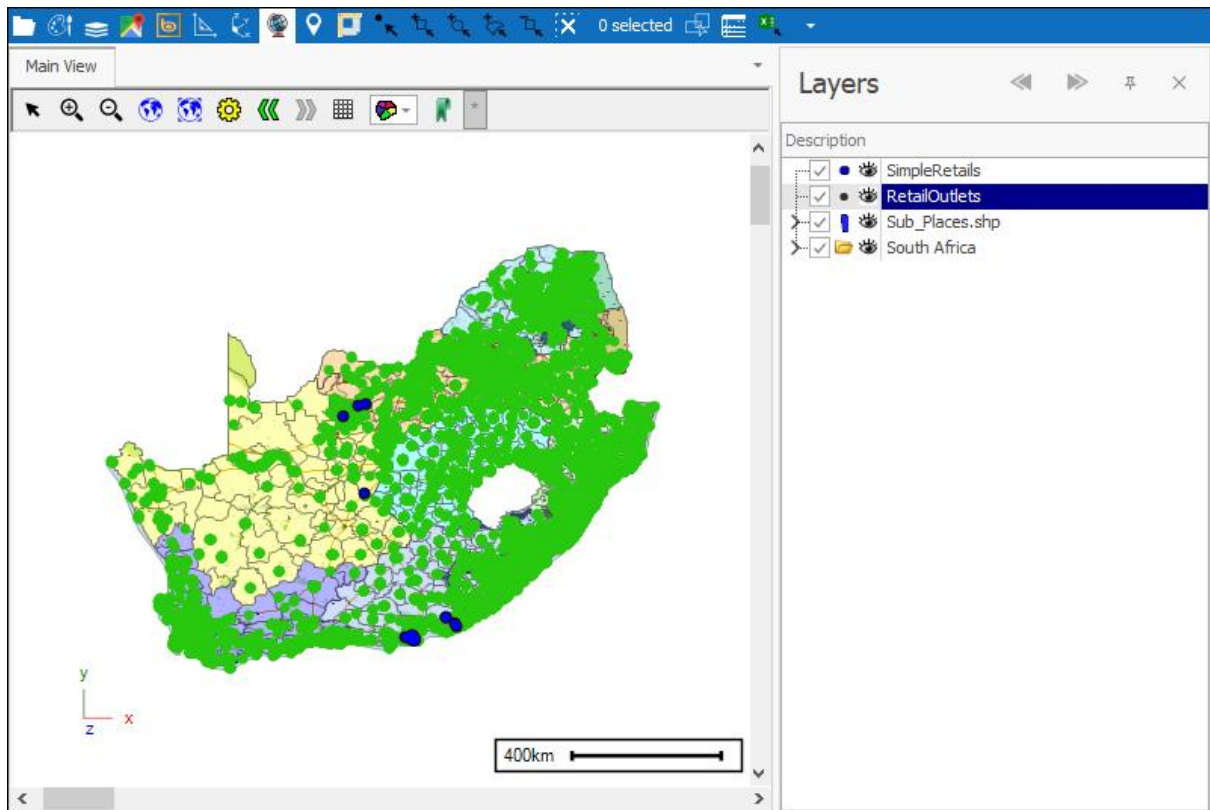 0 selected
Main View
Layers
Description
SimpleRetails
RetailOutlets
Sub_Places.shp
South Africa
y
x
z
400km